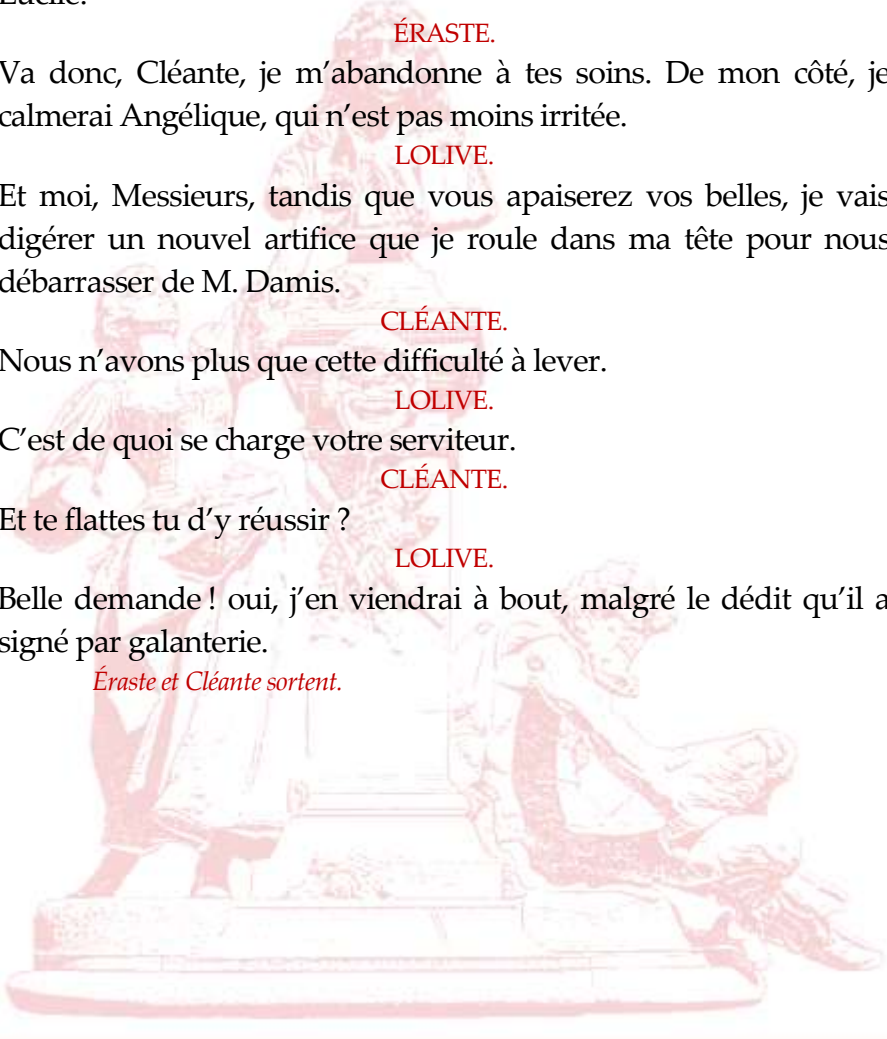 Lucile.
ÉRASTE.
Va donc, Cléante, je m’abandonne à tes soins. De mon côté, je
calmerai Angélique, qui n’est pas moins irritée.
LOLIVE.
Et moi, Messieurs, tandis que vous apaiserez vos belles, je vais
digérer un nouvel artifice que je roule dans ma tête pour nous
débarrasser de M. Damis.
CLÉANTE.
Nous n’avons plus que cette difficulté à lever.
LOLIVE.
C’est de quoi se charge votre serviteur.
CLÉANTE.
Et te flattes tu d’y réussir ?
LOLIVE.
Belle demande ! oui, j’en viendrai à bout, malgré le dédit qu’il a
signé par galanterie.
Éraste et Cléante sortent.